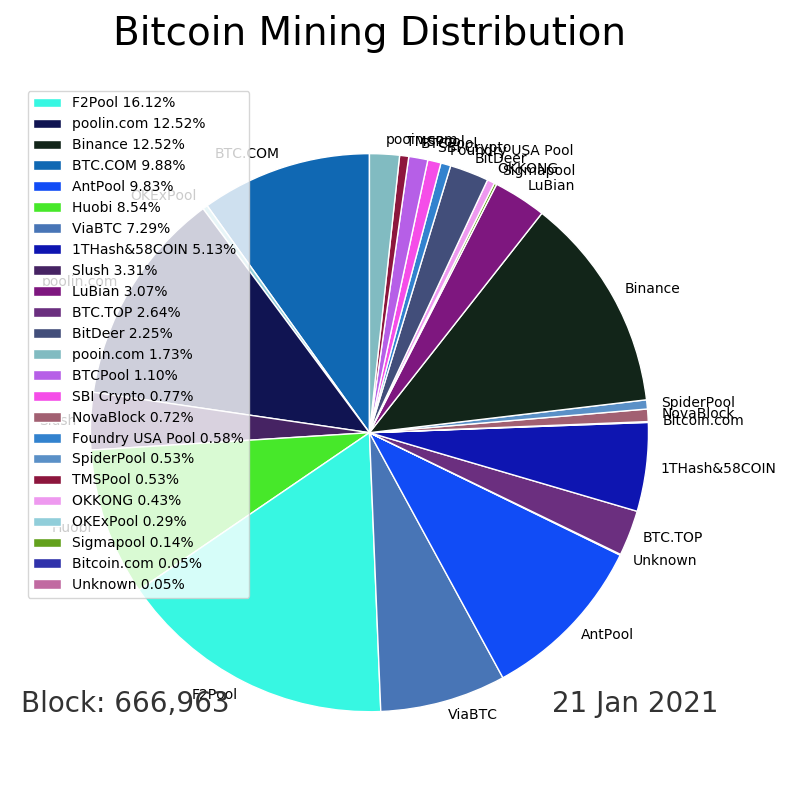 Bitcoin Mining Distribution
F2Pool 16.12%
poolin.com 12.52%
Binance 12.52%
BTC.COM 9.88%
AntPool 9.83%
Huobi 8.54%
ViaBTC 7.29%
1THash&58COIN 5.13%
Slush 3.31%
LuBian 3.07%
BTC.TOP 2.64%
BitDeer 2.25%
pooin.com 1.73%
BTCPool 1.10%
SBI Crypto 0.77%
NovaBlock 0.72%
Foundry USA Pool 0.58%
SpiderPool 0.53%
TMSPool 0.53%
OKKONG 0.43%
OKExPool 0.29%
Sigmapool 0.14%
Bitcoin.com 0.05%
Unknown 0.05%
BTC.COM
OKExPool
poolin.com
Slush
Huobi
F2Pool
ViaBTC
AntPool
Unknown
BTC.TOP
1THash&58COIN
Bitcoin.com
NovaBlock
SpiderPool
Binance
LuBian
Sigmapool
OKKONG
BitDeer
Foundry USA Pool
SBI Crypto
BTCPool
TMSPool
pooin.com
Block: 666,963
21 Jan 2021